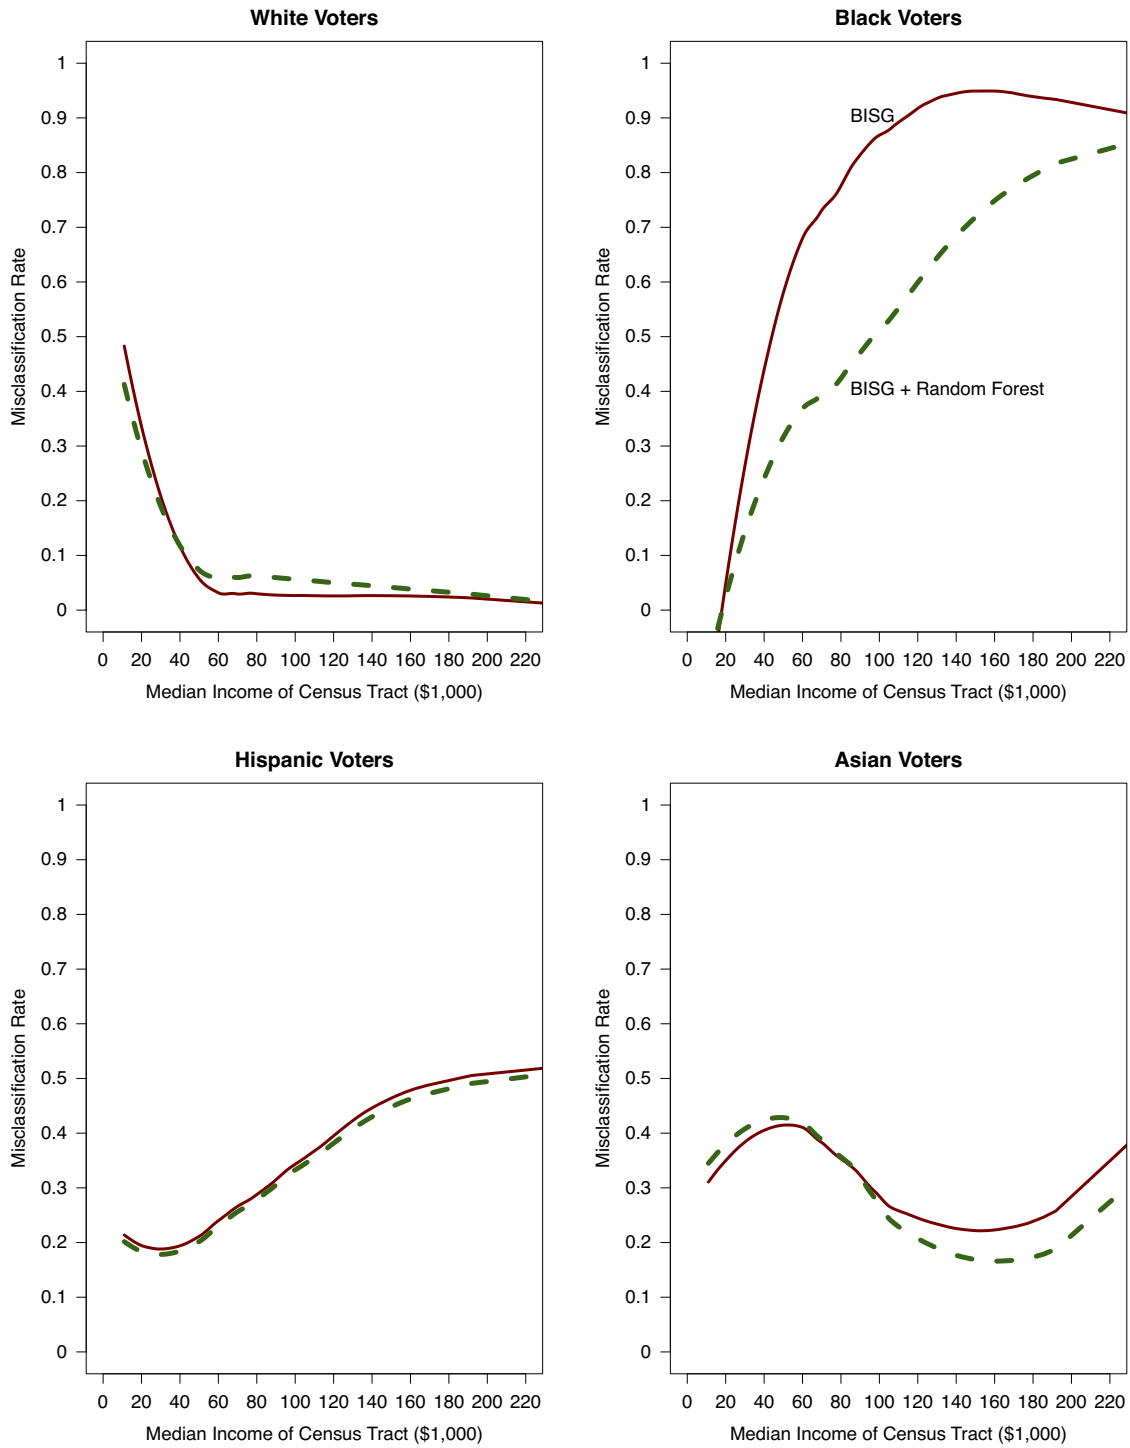 White Voters
1
0.9
0.8
0.7
0.6
0.5
0.4
0.3
0.2
0.1
0
Misclassification Rate
0 20 40 60 80 100 120 140 160 180 200 220
Median Income of Census Tract ($1,000)
Black Voters
1
0.9
0.8
0.7
0.6
0.5
0.4
0.3
0.2
0.1
0
Misclassification Rate
BISG
BISG + Random Forest
0 20 40 60 80 100 120 140 160 180 200 220
Median Income of Census Tract ($1,000)
Hispanic Voters
1
0.9
0.8
0.7
0.6
0.5
0.4
0.3
0.2
0.1
0
Misclassification Rate
0 20 40 60 80 100 120 140 160 180 200 220
Median Income of Census Tract ($1,000)
Asian Voters
1
0.9
0.8
0.7
0.6
0.5
0.4
0.3
0.2
0.1
0
Misclassification Rate
0 20 40 60 80 100 120 140 160 180 200 220
Median Income of Census Tract ($1,000)